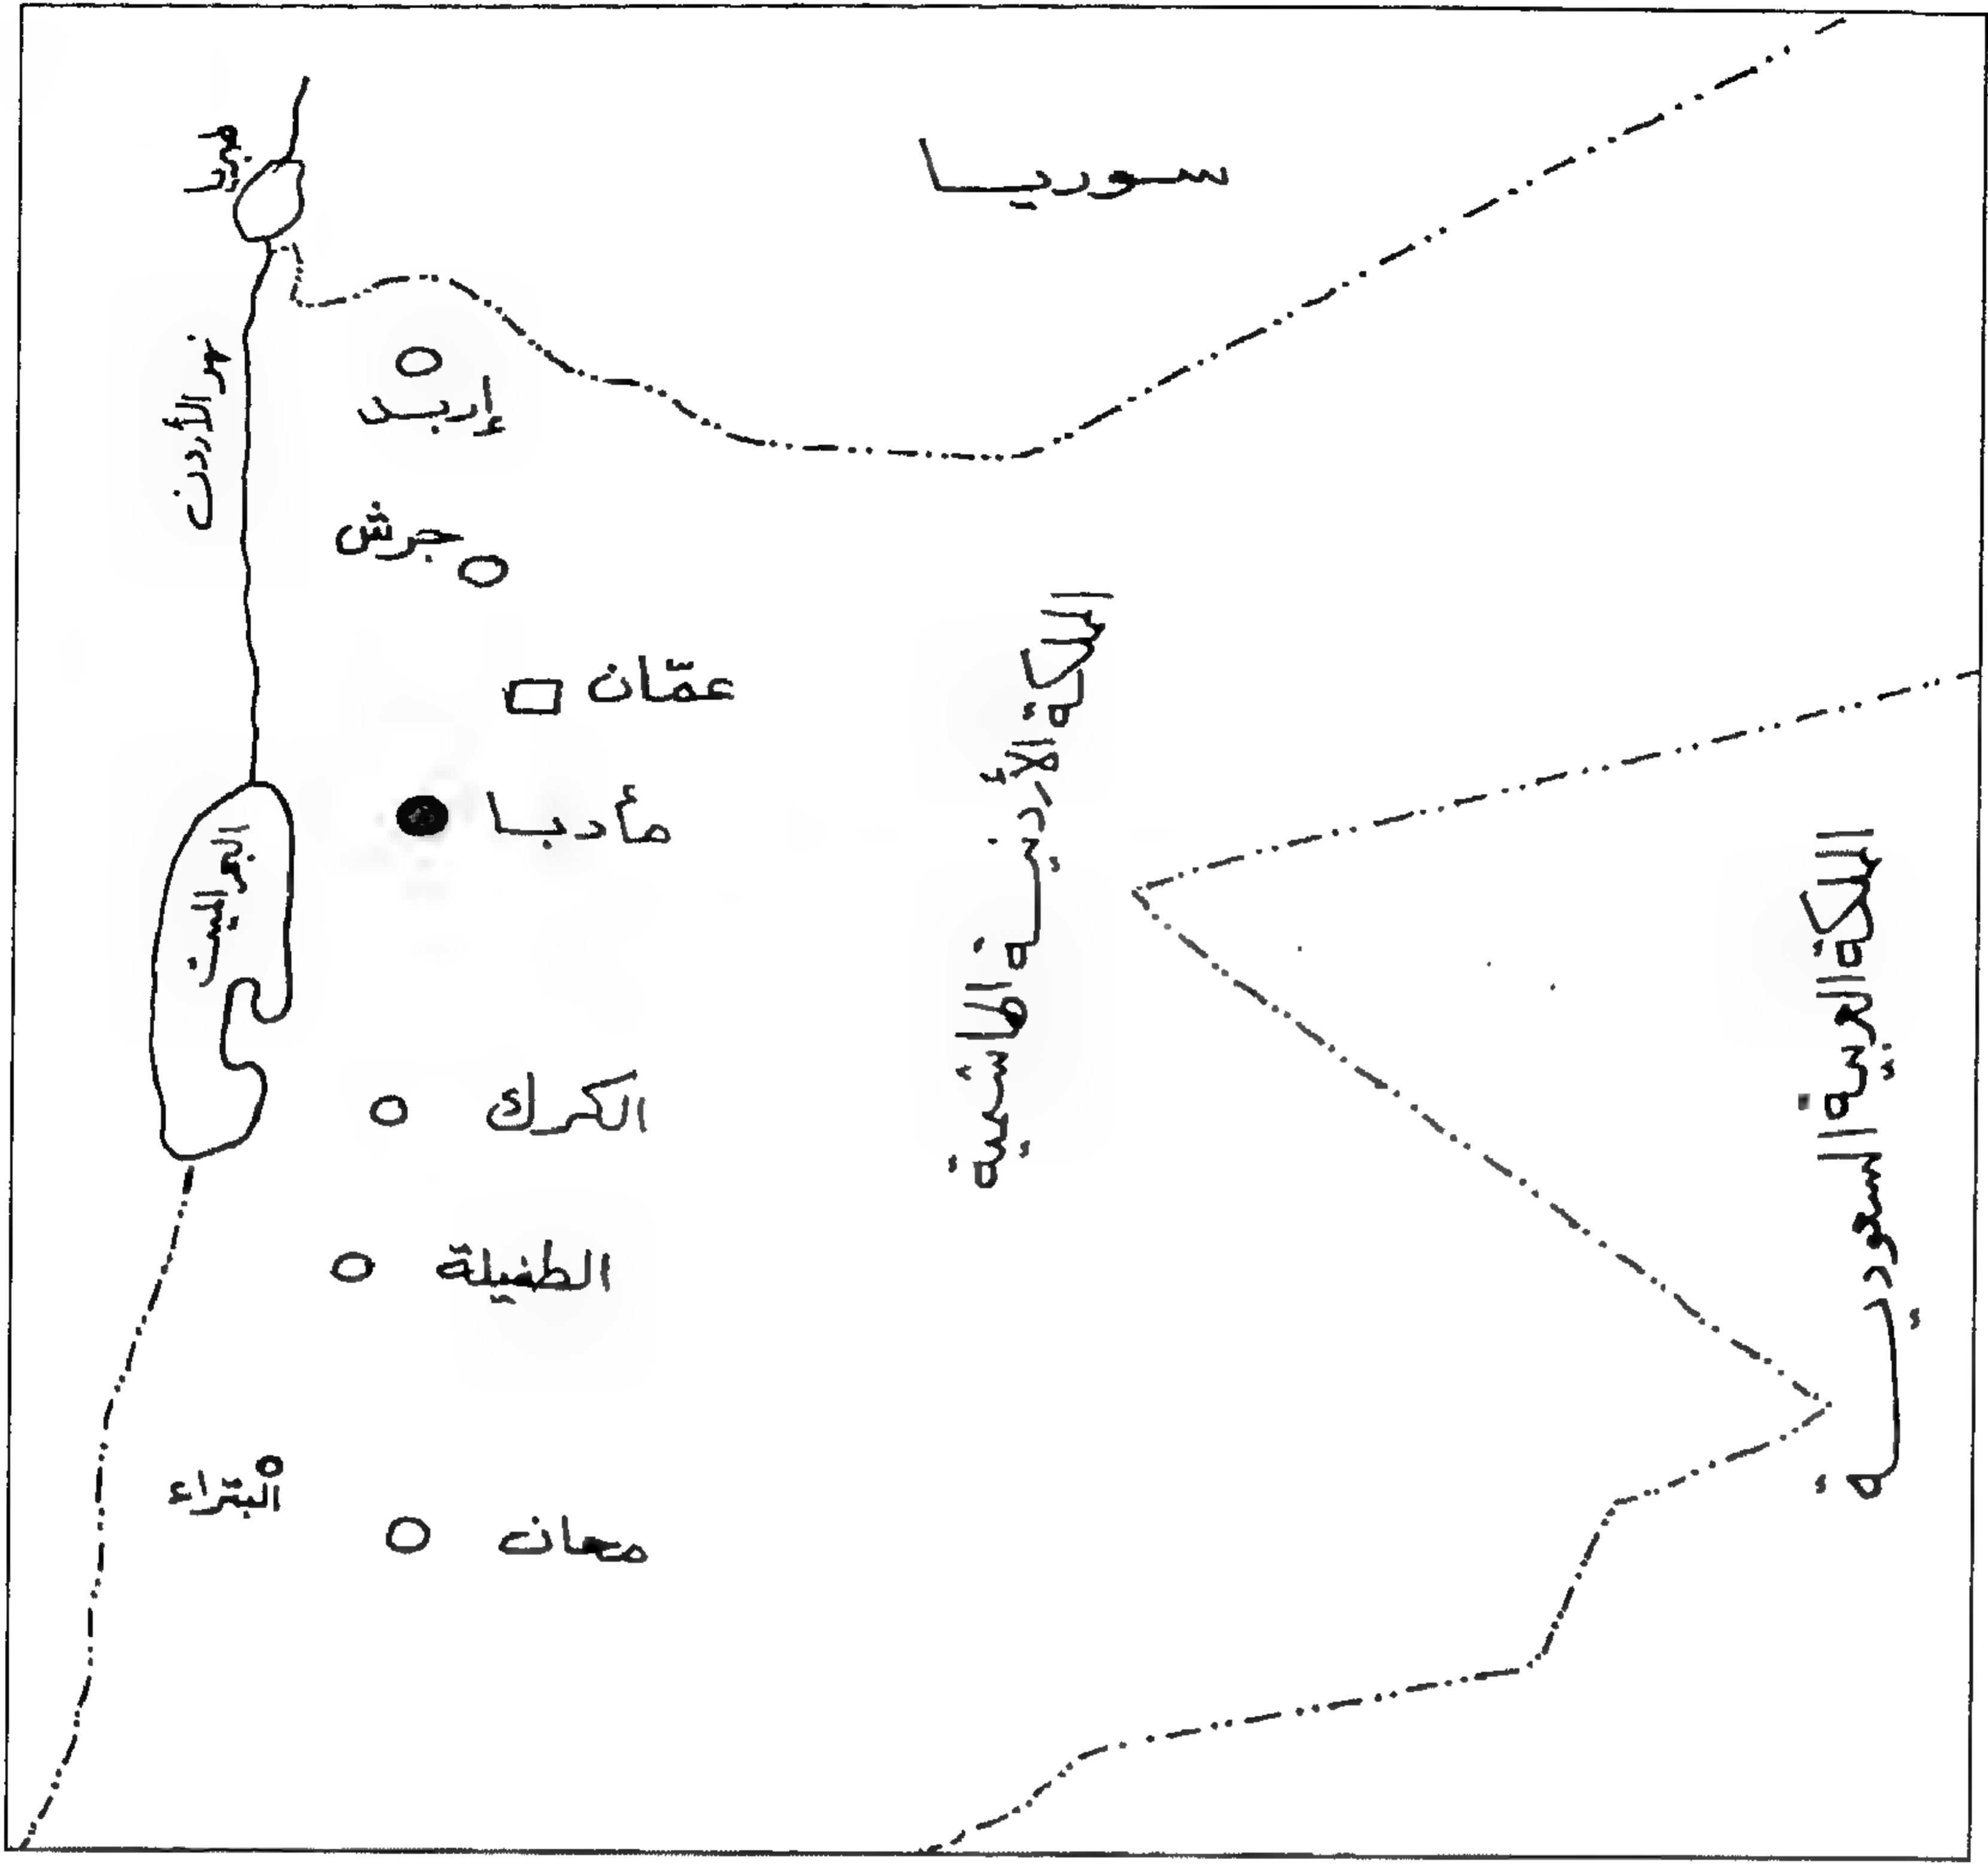 سوريا
نهر الأردن
إربد
جرش
عمّان
مأدبا
المملكة الأردنية الهاشمية
البحر الميت
المملكة العربية السعودية
الكرك
الطفيلة
البتراء
معان